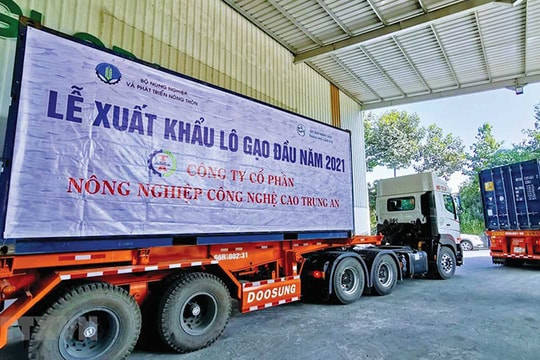 BỘ NÔNG NGHIỆP
VÀ PHÁT TRIỂN NÔNG THÔN
LỄ XUẤT KHẨU LÔ GẠO ĐẦU NĂM 2021
CÔNG TY CỔ PHẦN
NÔNG NGHIỆP CÔNG NGHỆ CAO TRUNG AN
DOOSUNG